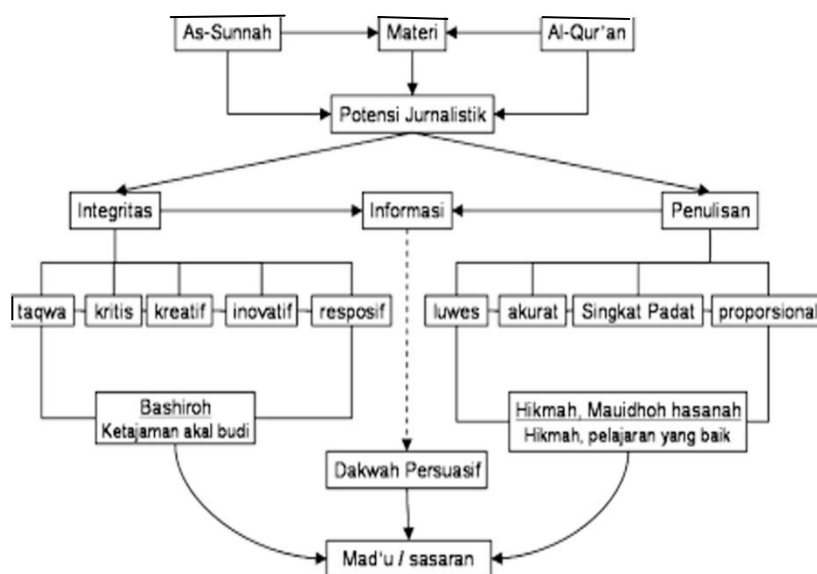 As-Sunnah
Materi
Al-Qur'an
Potensi Jurnalistik
Integritas
Informasi
Penulisan
taqwa
kritis
kreatif
inovatif
resposif
luwes
akurat
Singkat Padat
proporsional
Bashiroh
Ketajaman akal budi
Hikmah, Mauidhoh hasanah
Hikmah, pelajaran yang baik
Dakwah Persuasif
Mad'u / sasaran